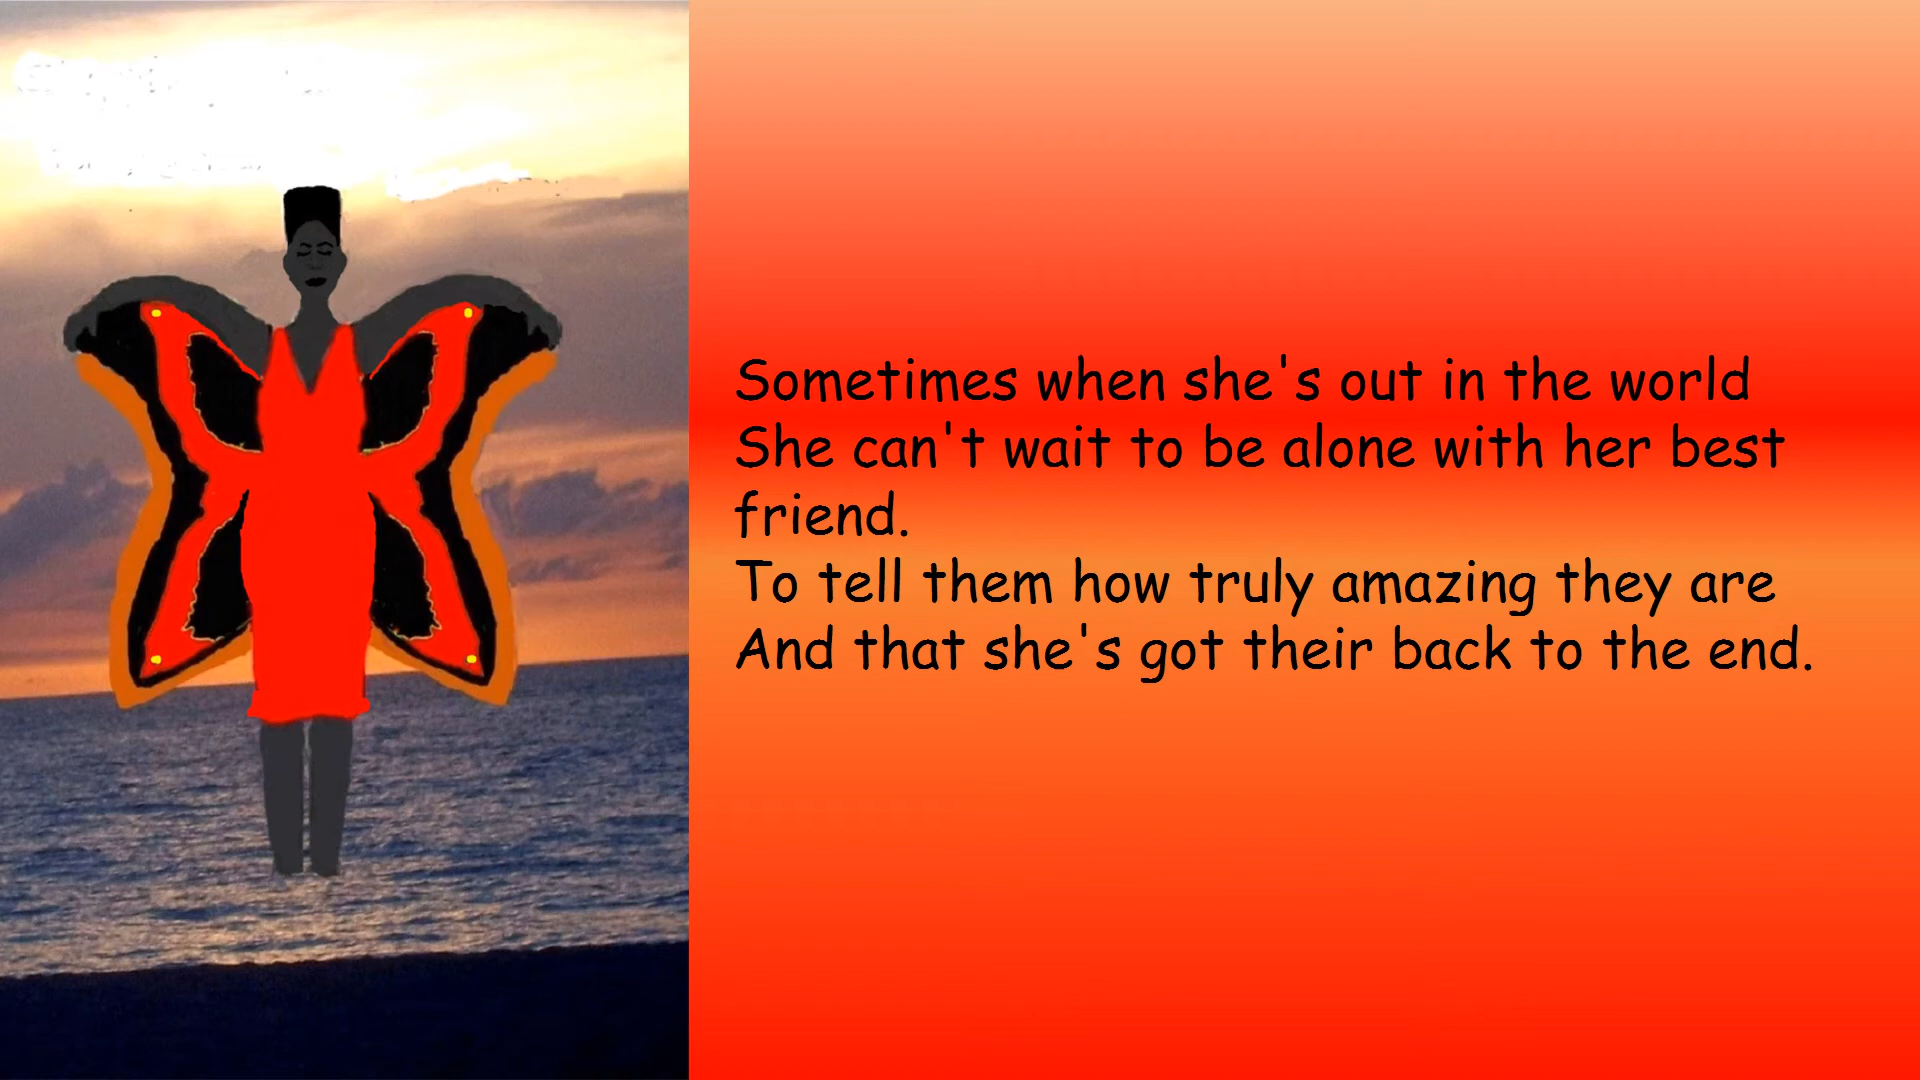 Sometimes when she's out in the world
She can't wait to be alone with her best
friend.
To tell them how truly amazing they are
And that she's got their back to the end.